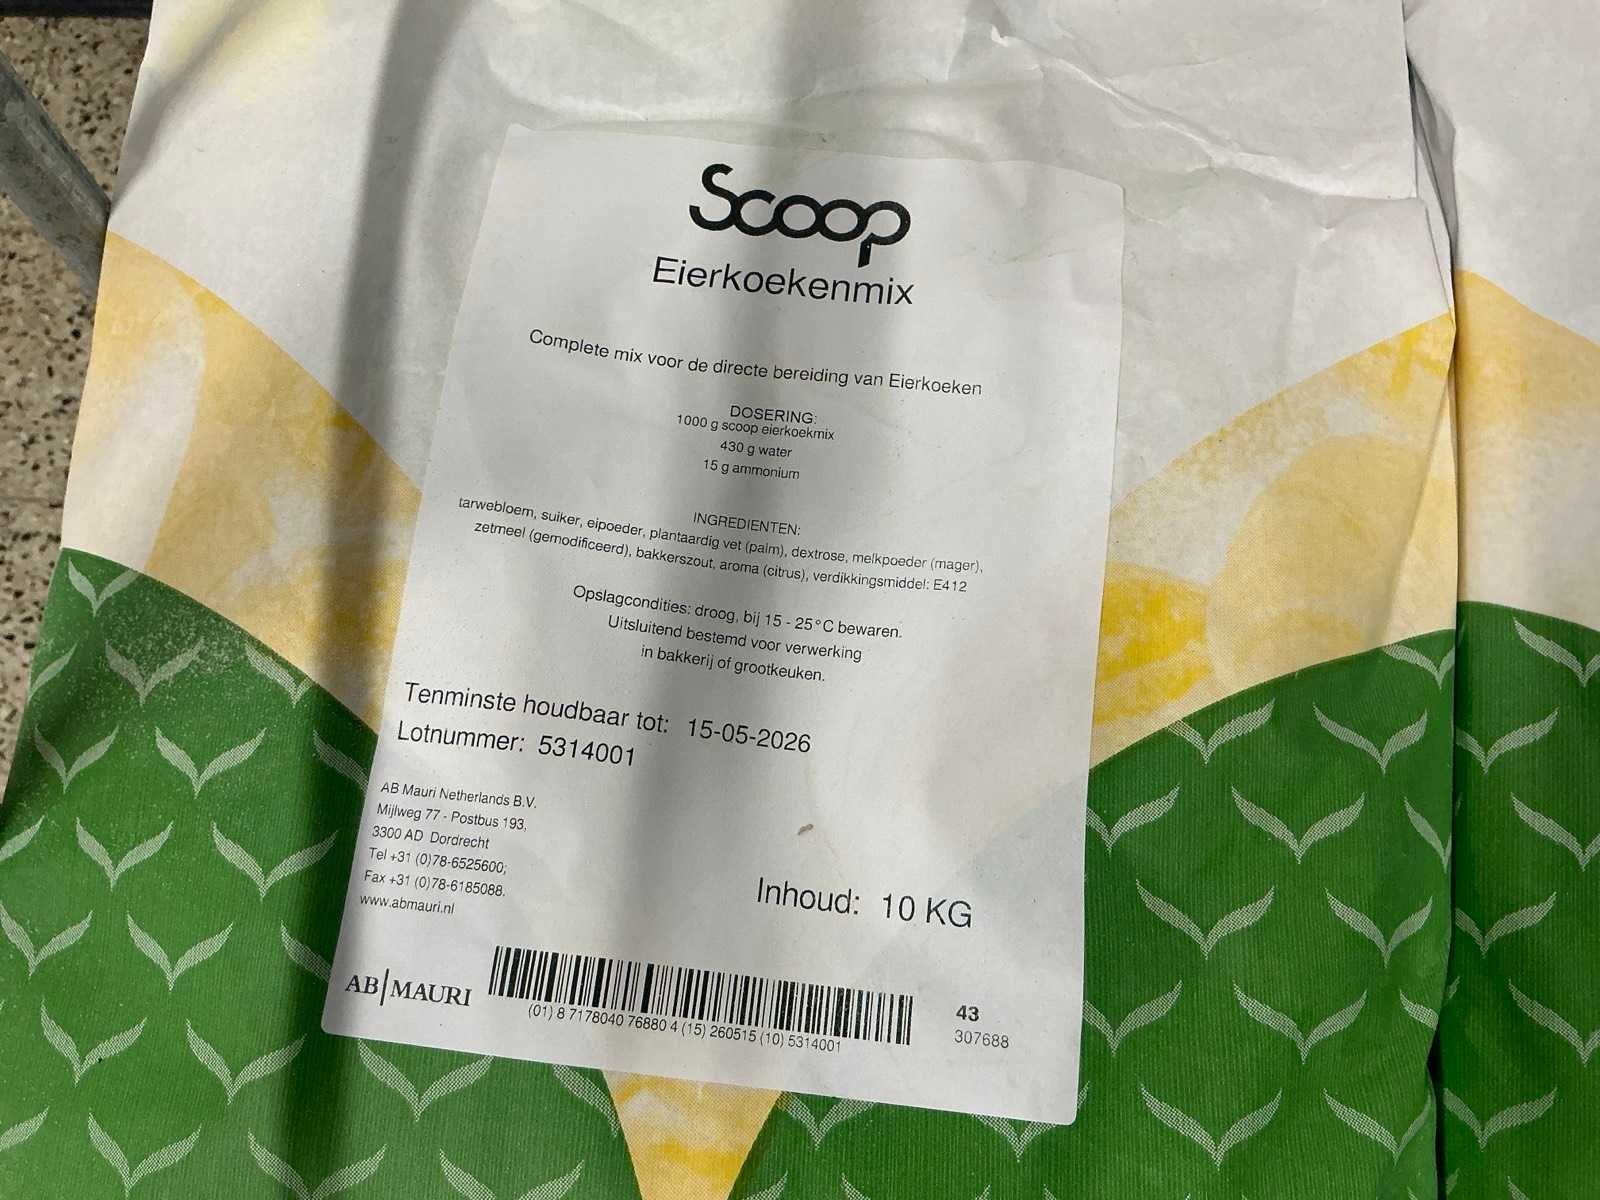 Scoop
Eierkoekenmix
Complete mix voor de directe bereiding van Eierkoeken
DOSERING:
1000 g scoop eierkoekmix
430 g water
15 g ammonium
INGREDIENTEN:
tarwebloem, suiker, eipoeder, plantaardig vet (palm), dextrose, melkpoeder (mager),
zetmeel (gemodificeerd), bakkerszout, aroma (citrus), verdikkingsmiddel: E412
Opslagcondities: droog, bij 15 - 25°C bewaren.
Uitsluitend bestemd voor verwerking
in bakkerij of grootkeuken.
Tenminste houdbaar tot: 15-05-2026
Lotnummer: 5314001
AB Mauri Netherlands B.V.
Mijlweg 77 - Postbus 193,
3300 AD Dordrecht
Tel +31 (0)78-6525600;
Fax +31 (0)78-6185088.
www.abmauri.nl
Inhoud: 10 KG
AB MAURI
(01) 8 7178040 76880 4 (15) 260515 (10) 5314001
43
307688